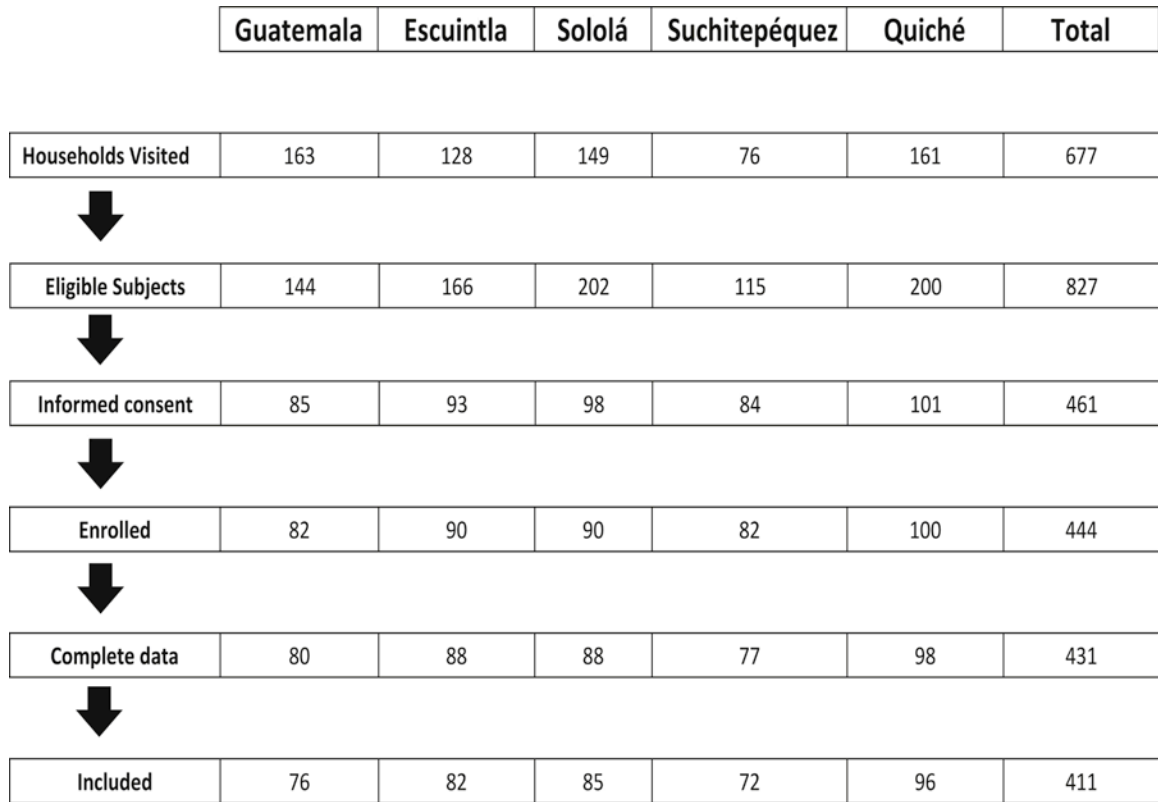 Guatemala Escuintla Sololá Suchitepéquez Quiché Total
Households Visited 163 128 149 76 161 677
Eligible Subjects 144 166 202 115 200 827
Informed consent 85 93 98 84 101 461
Enrolled 82 90 90 82 100 444
Complete data 80 88 88 77 98 431
Included 76 82 85 72 96 411